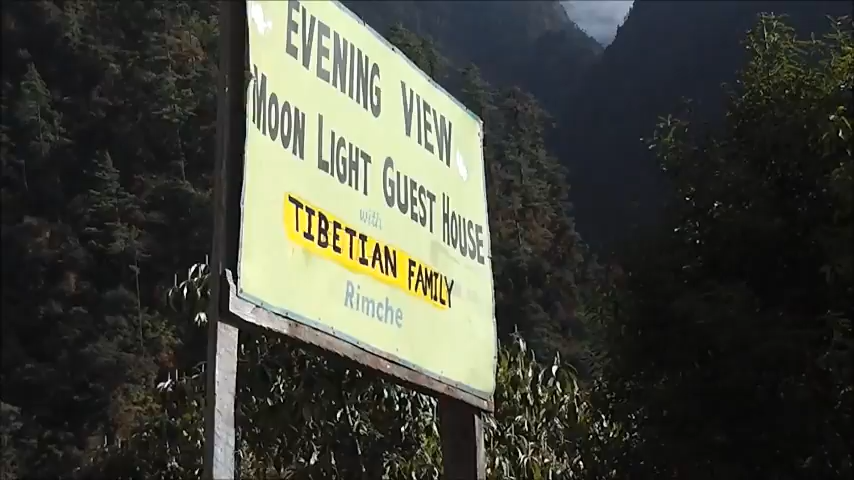 EVENING VIEW
MOON LIGHT GUEST HOUSE
with
TIBETIAN FAMILY
Rimche